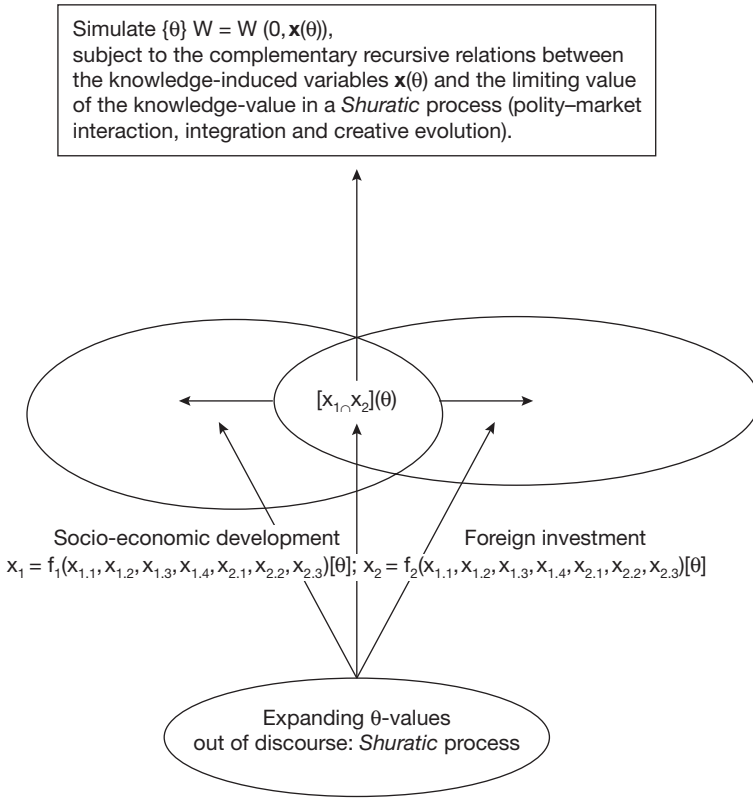 Simulate {θ} W = W (0, x(θ)),
subject to the complementary recursive relations between
the knowledge-induced variables x(θ) and the limiting value
of the knowledge-value in a Shuratic process (polity–market
interaction, integration and creative evolution).
[x₁∩x₂](θ)
Socio-economic development
Foreign investment
x₁ = f₁(x₁.₁, x₁.₂, x₁.₃, x₁.₄, x₂.₁, x₂.₂, x₂.₃)[θ]; x₂ = f₂(x₁.₁, x₁.₂, x₁.₃, x₁.₄, x₂.₁, x₂.₂, x₂.₃)[θ]
Expanding θ-values
out of discourse: Shuratic process